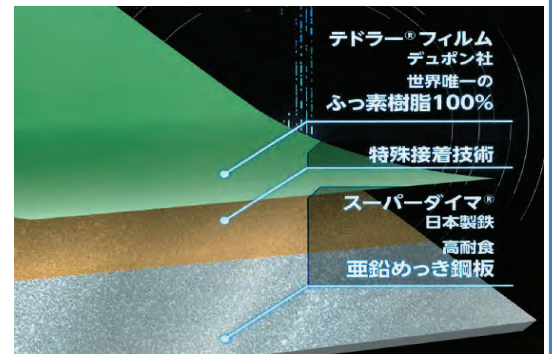 テドラー®フィルム
デュポン社
世界唯一の
ふっ素樹脂100%
特殊接着技術
スーパーダイマ®
日本製鉄
高耐食
亜鉛めっき鋼板